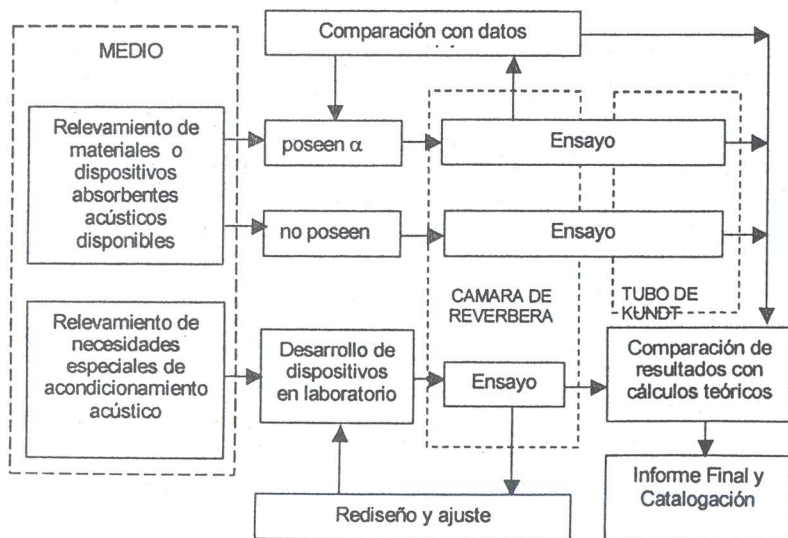 Comparación con datos
MEDIO
Relevamiento de
materiales o
dispositivos
absorbentes
acústicos
disponibles
poseen α
Ensayo
no poseen
Ensayo
CAMARA DE
REVERBERA
TUBO DE
KUNDT
Relevamiento de
necesidades
especiales de
acondicionamiento
acústico
Desarrollo de
dispositivos
en laboratorio
Ensayo
Comparación de
resultados con
cálculos teóricos
Rediseño y ajuste
Informe Final y
Catalogación